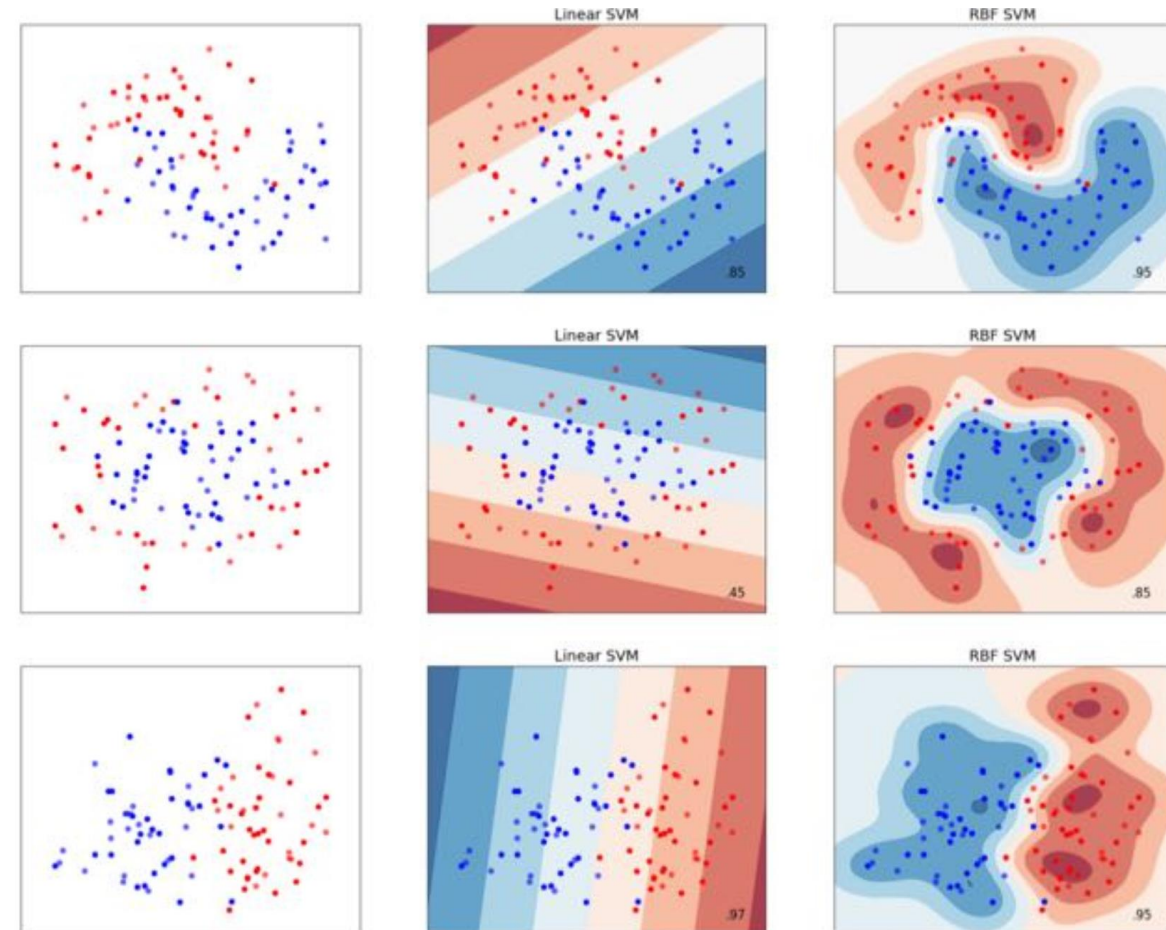 Linear SVM
RBF SVM
.85
.95
Linear SVM
RBF SVM
.45
.85
Linear SVM
RBF SVM
.97
.95